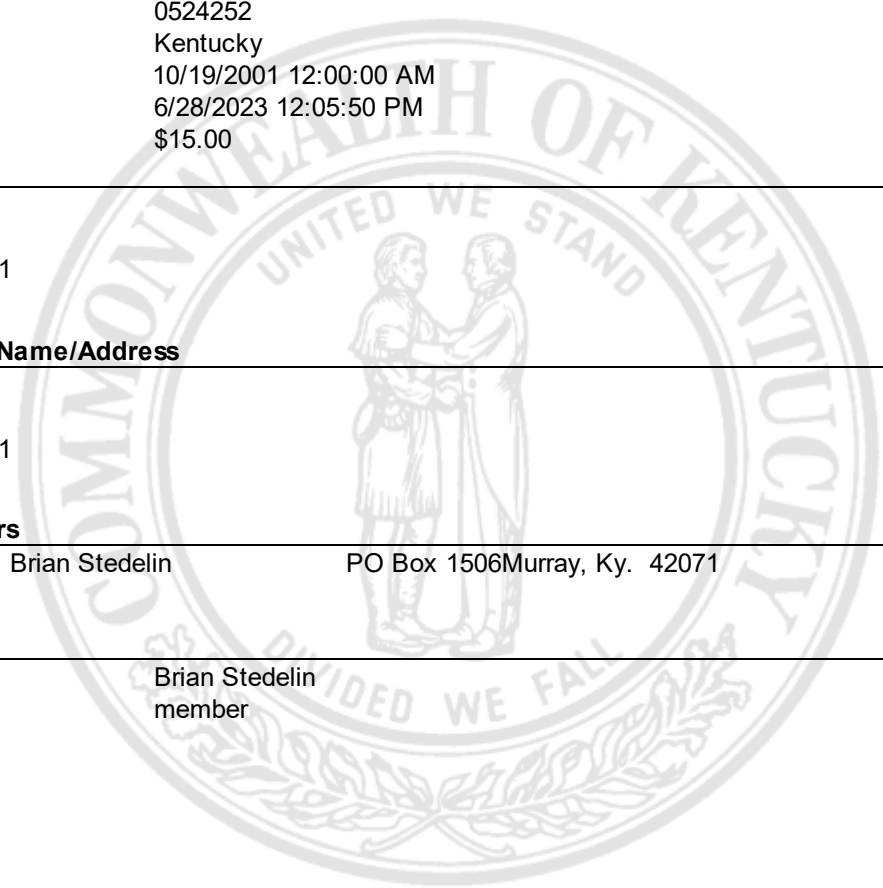 0524252
Kentucky
10/19/2001 12:00:00 AM
6/28/2023 12:05:50 PM
$15.00
COMMONWEALTH OF KENTUCKY
UNITED WE STAND
1
Name/Address
1
rs
Brian Stedelin PO Box 1506Murray, Ky. 42071
DIVIDED WE FALL
Brian Stedelin
member